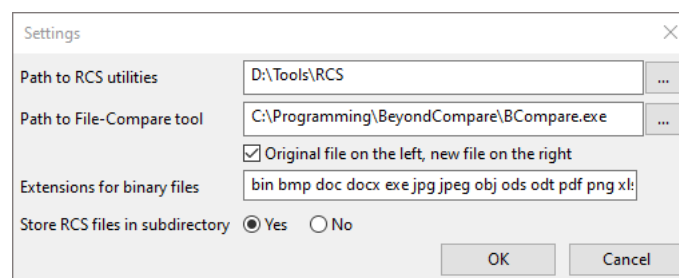 Settings
Path to RCS utilities D:\Tools\RCS ...
Path to File-Compare tool C:\Programming\BeyondCompare\BCompare.exe ...
Original file on the left, new file on the right
Extensions for binary files bin bmp doc docx exe jpg jpeg obj ods odt pdf png
Store RCS files in subdirectory Yes No
OK Cancel